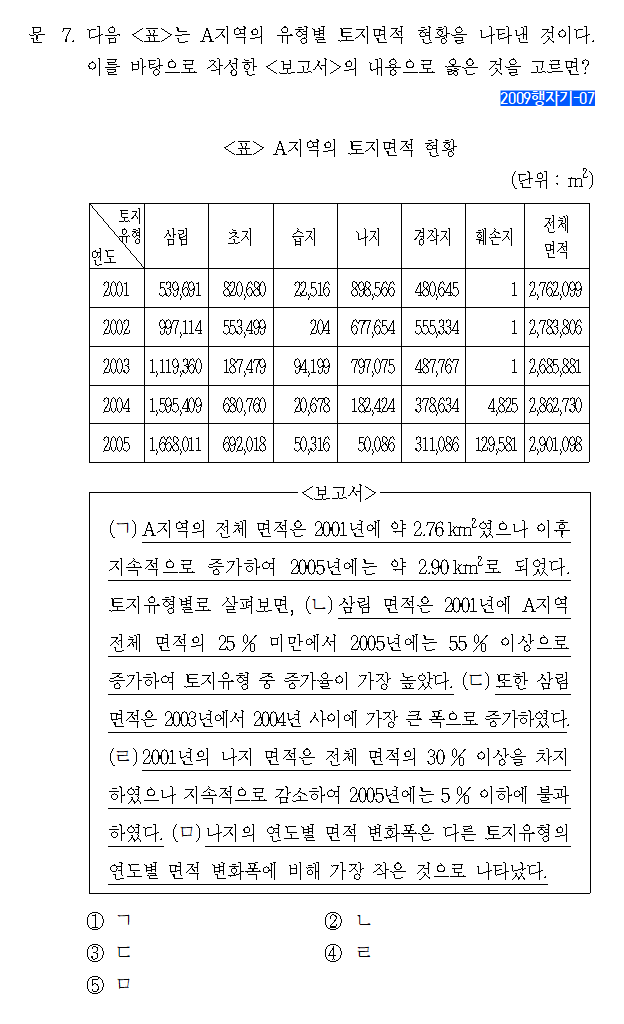 문 7. 다음 <표>는 A지역의 유형별 토지면적 현황을 나타낸 것이다.
이를 바탕으로 작성한 <보고서>의 내용으로 옳은 것을 고르면?
2009행자기-07
<표> A지역의 토지면적 현황
(단위 : m²)
토지유형 연도 삼림 초지 습지 나지 경작지 훼손지 전체 면적
2001 539,691 820,680 22,516 898,566 480,645 1 2,762,099
2002 997,114 553,499 204 677,654 555,334 1 2,783,806
2003 1,119,360 187,479 94,199 797,075 487,767 1 2,685,881
2004 1,595,409 680,760 20,678 182,424 378,634 4,825 2,862,730
2005 1,668,011 692,018 50,316 50,086 311,086 129,581 2,901,098
<보고서>
(ㄱ) A지역의 전체 면적은 2001년에 약 2.76 km²였으나 이후
지속적으로 증가하여 2005년에는 약 2.90 km²로 되었다.
토지유형별로 살펴보면, (ㄴ) 삼림 면적은 2001년에 A지역
전체 면적의 25 % 미만에서 2005년에는 55 % 이상으로
증가하여 토지유형 중 증가율이 가장 높았다. (ㄷ) 또한 삼림
면적은 2003년에서 2004년 사이에 가장 큰 폭으로 증가하였다.
(ㄹ) 2001년의 나지 면적은 전체 면적의 30 % 이상을 차지
하였으나 지속적으로 감소하여 2005년에는 5 % 이하에 불과
하였다. (ㅁ) 나지의 연도별 면적 변화폭은 다른 토지유형의
연도별 면적 변화폭에 비해 가장 작은 것으로 나타났다.
① ㄱ ② ㄴ
③ ㄷ ④ ㄹ
⑤ ㅁ